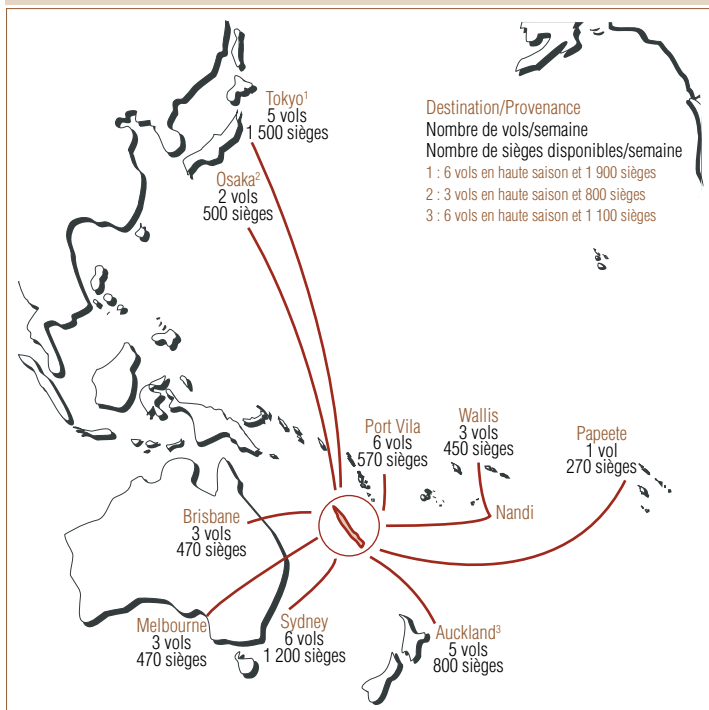 Tokyo¹
5 vols
1 500 sièges
Destination/Provenance
Nombre de vols/semaine
Nombre de sièges disponibles/semaine
1 : 6 vols en haute saison et 1 900 sièges
2 : 3 vols en haute saison et 800 sièges
3 : 6 vols en haute saison et 1 100 sièges
Osaka²
2 vols
500 sièges
Port Vila
6 vols
570 sièges
Wallis
3 vols
450 sièges
Papeete
1 vol
270 sièges
Nandi
Brisbane
3 vols
470 sièges
Melbourne
3 vols
470 sièges
Sydney
6 vols
1 200 sièges
Auckland³
5 vols
800 sièges